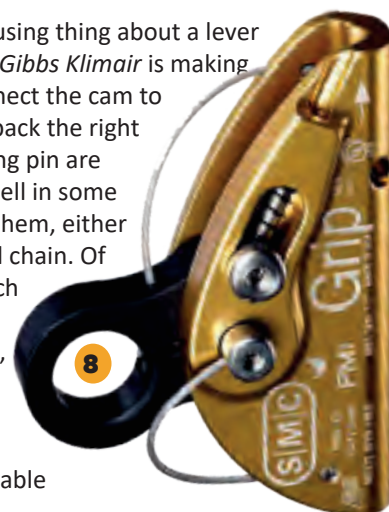 using thing about a lever
Gibbs Klimair is making
nect the cam to
back the right
ng pin are
ell in some
hem, either
l chain. Of
ch
,
able
8
Grip
PMI
SMC